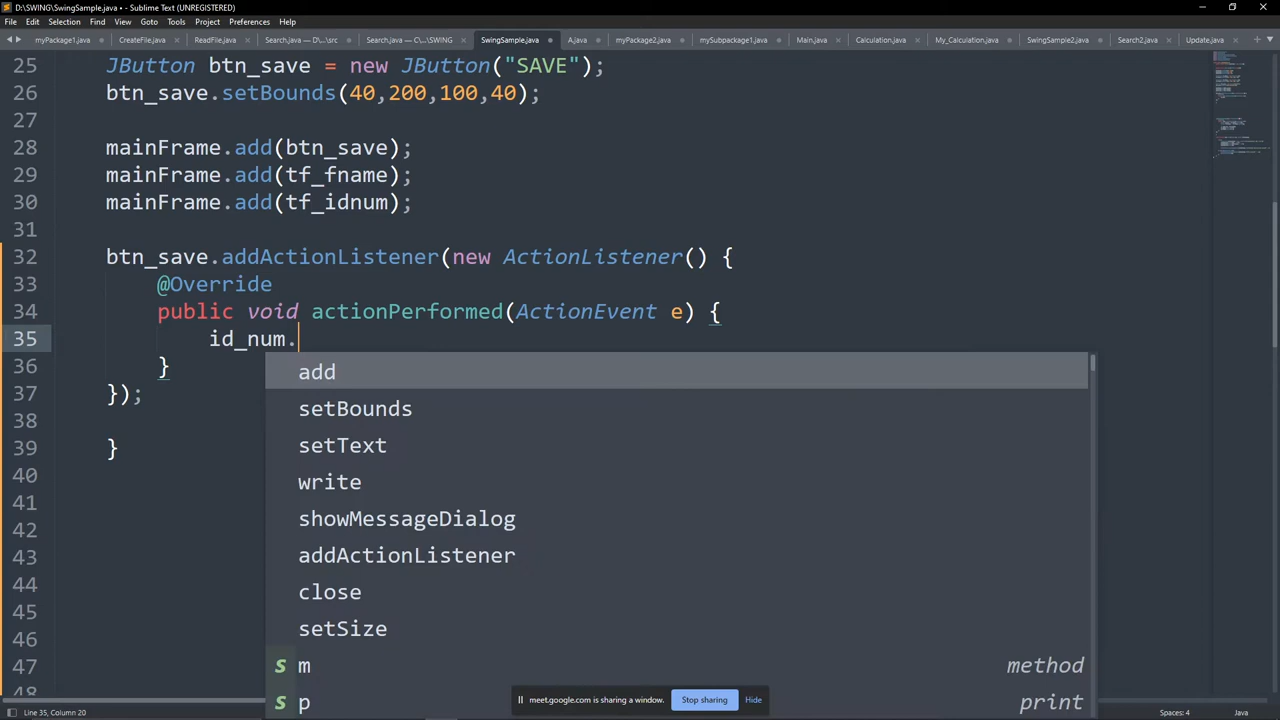 D:\SWING\SwingSample.java • - Sublime Text (UNREGISTERED)
File Edit Selection Find View Goto Tools Project Preferences Help
myPackage1.java CreateFile.java ReadFile.java Search.java — D:\...\src Search.java — C:\...\SWING SwingSample.java A.java myPackage2.java mySubpackage1.java Main.java Calculation.java My_Calculation.java SwingSample2.java Search2.java Update.java
25 JButton btn_save = new JButton("SAVE");
26 btn_save.setBounds(40,200,100,40);
27
28 mainFrame.add(btn_save);
29 mainFrame.add(tf_fname);
30 mainFrame.add(tf_idnum);
31
32 btn_save.addActionListener(new ActionListener() {
33 @Override
34 public void actionPerformed(ActionEvent e) {
35 id_num.
36 }
add
37 });
setBounds
38
39 }
setText
40
write
41
42
showMessageDialog
43
addActionListener
44
close
45
46
setSize
47
S m method
48
S p print
meet.google.com is sharing a window. Stop sharing Hide
Line 35, Column 20 Spaces: 4 Java